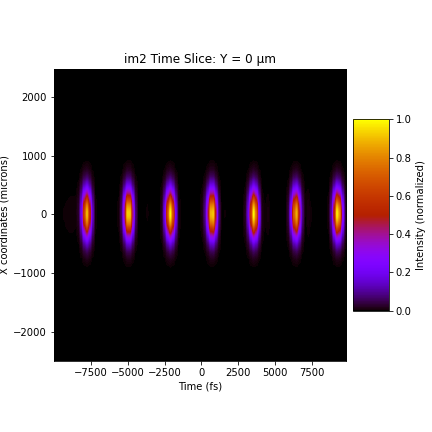 im2 Time Slice: Y = 0 μm
X coordinates (microns)
2000
1000
0
−1000
−2000
−7500 −5000 −2500 0 2500 5000 7500
Time (fs)
1.0
0.8
0.6
0.4
0.2
0.0
Intensity (normalized)